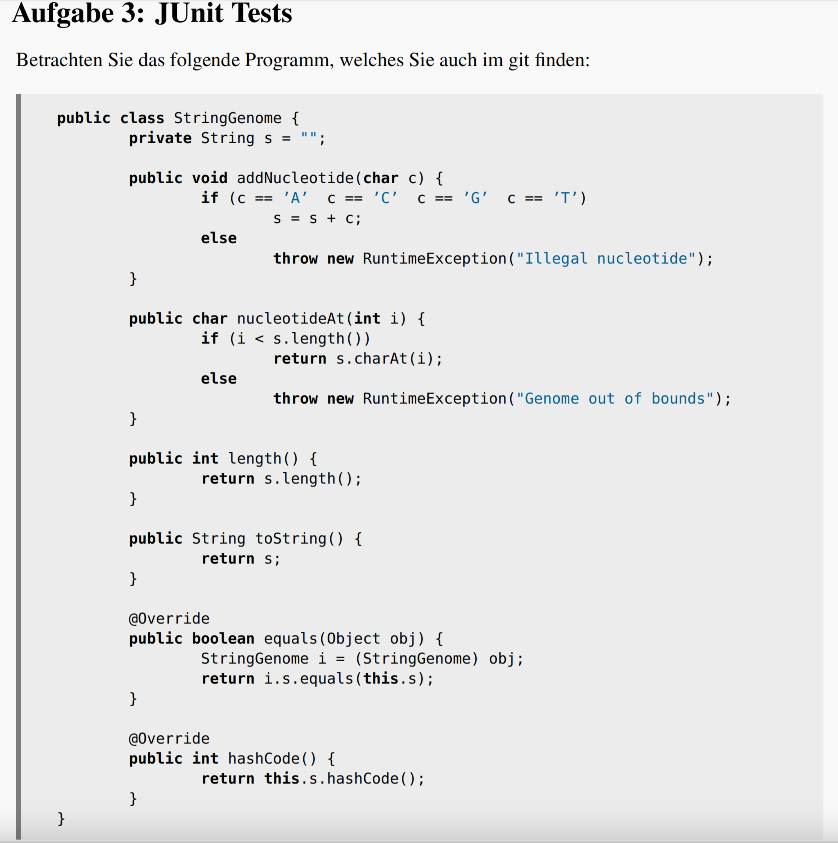 Aufgabe 3: JUnit Tests
Betrachten Sie das folgende Programm, welches Sie auch im git finden:
public class StringGenome {
private String s = "";
public void addNucleotide(char c) {
if (c == ’A’  c == ’C’  c == ’G’  c == ’T’)
s = s + c;
else
throw new RuntimeException("Illegal nucleotide");
}
public char nucleotideAt(int i) {
if (i < s.length())
return s.charAt(i);
else
throw new RuntimeException("Genome out of bounds");
}
public int length() {
return s.length();
}
public String toString() {
return s;
}
@Override
public boolean equals(Object obj) {
StringGenome i = (StringGenome) obj;
return i.s.equals(this.s);
}
@Override
public int hashCode() {
return this.s.hashCode();
}
}